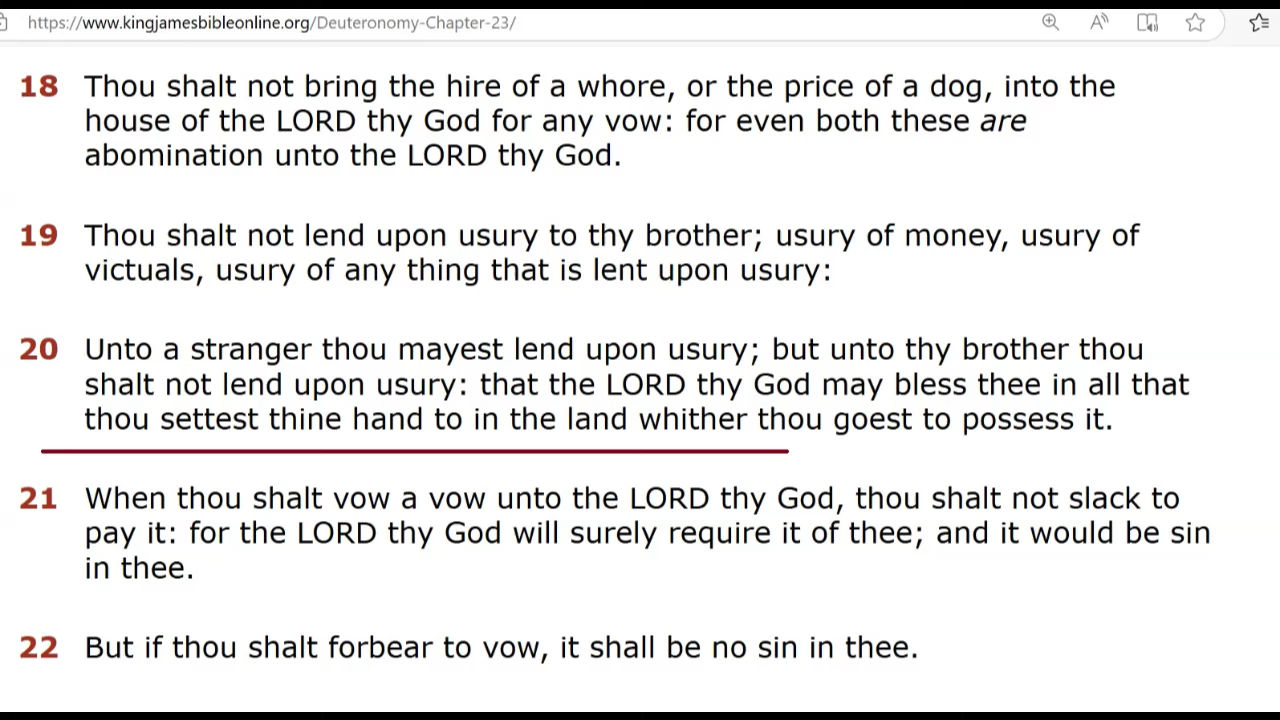 https://www.kingjamesbibleonline.org/Deuteronomy-Chapter-23/
18 Thou shalt not bring the hire of a whore, or the price of a dog, into the
house of the LORD thy God for any vow: for even both these are
abomination unto the LORD thy God.
19 Thou shalt not lend upon usury to thy brother; usury of money, usury of
victuals, usury of any thing that is lent upon usury:
20 Unto a stranger thou mayest lend upon usury; but unto thy brother thou
shalt not lend upon usury: that the LORD thy God may bless thee in all that
thou settest thine hand to in the land whither thou goest to possess it.
21 When thou shalt vow a vow unto the LORD thy God, thou shalt not slack to
pay it: for the LORD thy God will surely require it of thee; and it would be sin
in thee.
22 But if thou shalt forbear to vow, it shall be no sin in thee.